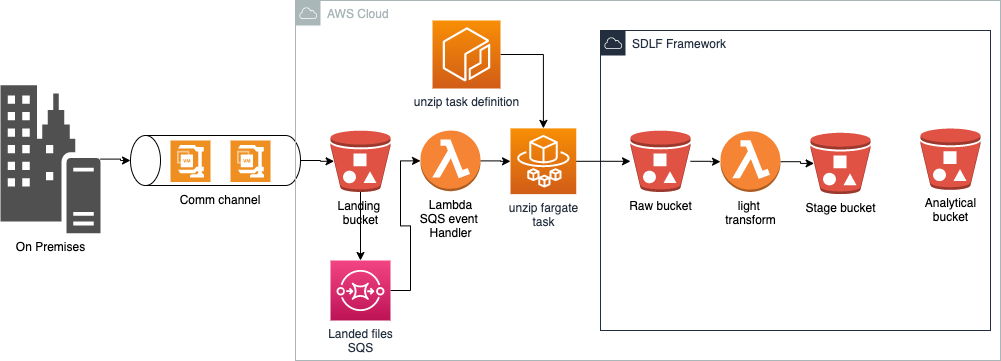 AWS Cloud
SDLF Framework
unzip task definition
VM
VM
Comm channel
On Premises
Landing
bucket
Lambda
SQS event
Handler
unzip fargate
task
Raw bucket
light
transform
Stage bucket
Analytical
bucket
Landed files
SQS